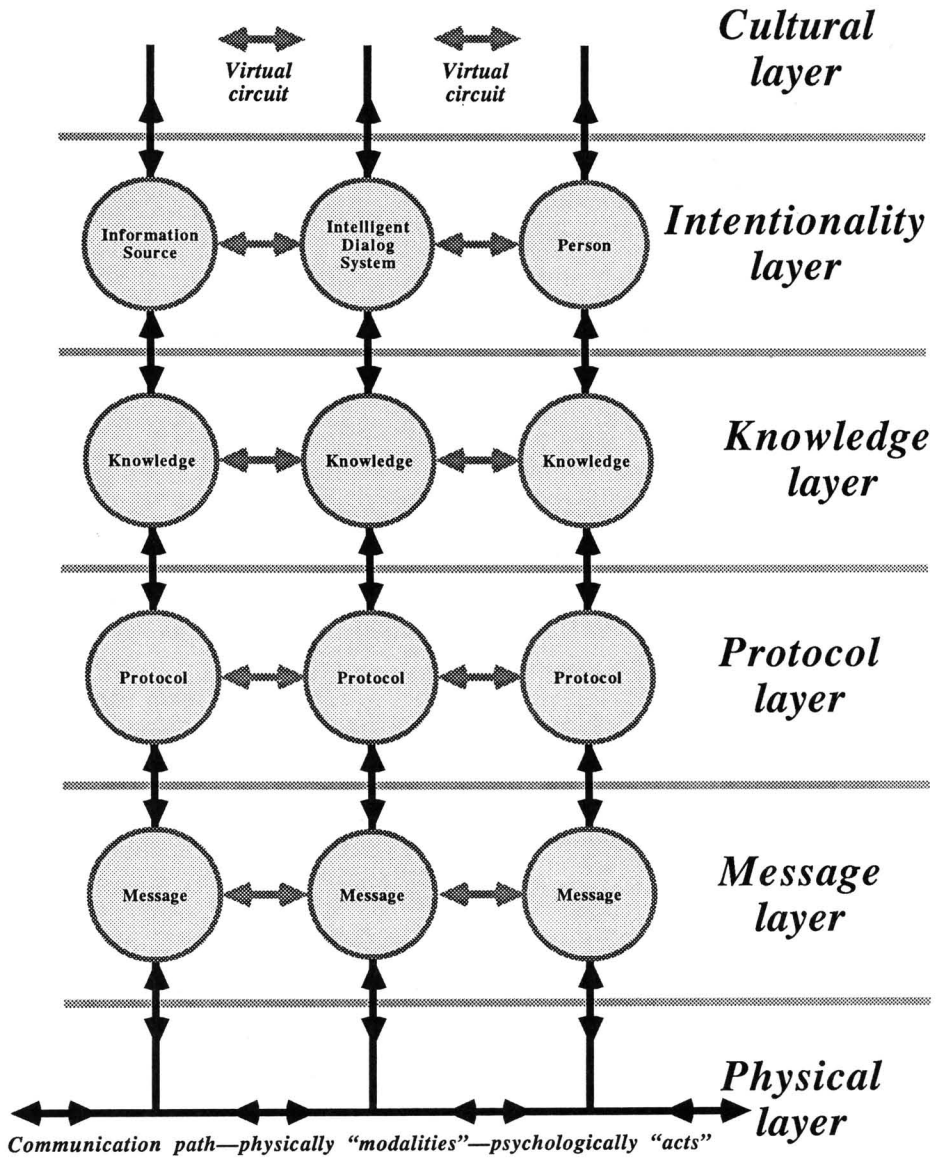 Cultural
layer
Virtual
circuit
Virtual
circuit
Information
Source
Intelligent
Dialog
System
Person
Intentionality
layer
Knowledge
Knowledge
Knowledge
Knowledge
layer
Protocol
Protocol
Protocol
Protocol
layer
Message
Message
Message
Message
layer
Physical
layer
Communication path—physically “modalities”—psychologically “acts”